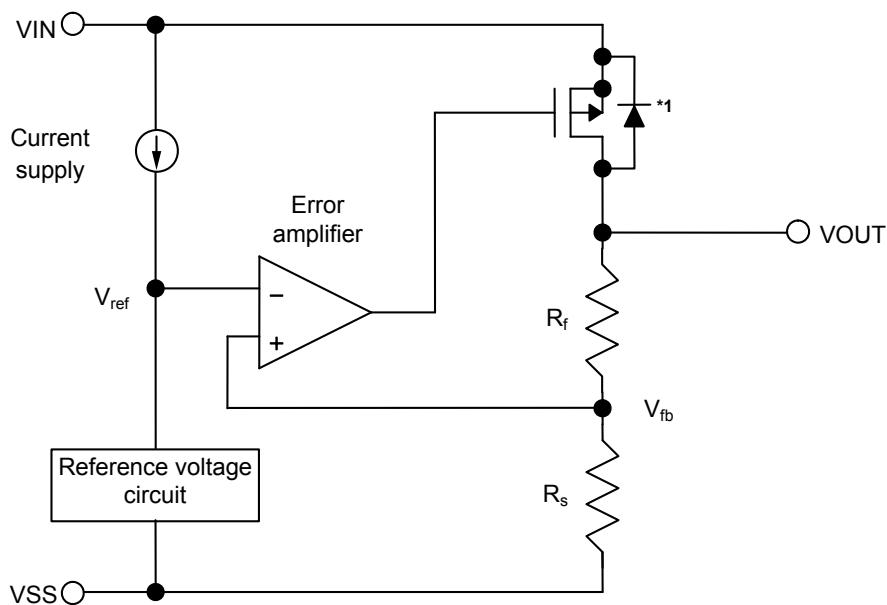 VIN
*1
Current
supply
Error
amplifier
VOUT
Vref
−
+
Rf
Vfb
Reference voltage
circuit
Rs
VSS